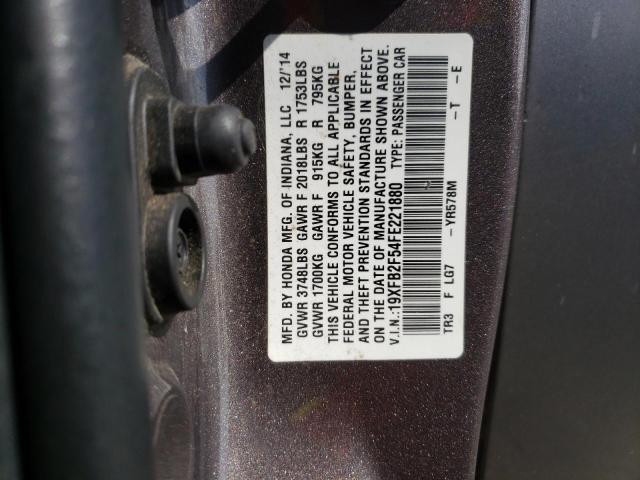 MFD. BY HONDA MFG. OF INDIANA, LLC 12/'14
GVWR 3748LBS GAWR F 2018LBS R 1753LBS
GVWR 1700KG GAWR F 915KG R 795KG
THIS VEHICLE CONFORMS TO ALL APPLICABLE
FEDERAL MOTOR VEHICLE SAFETY, BUMPER,
AND THEFT PREVENTION STANDARDS IN EFFECT
ON THE DATE OF MANUFACTURE SHOWN ABOVE.
V.I.N.:19XFB2F54FE221880 TYPE: PASSENGER CAR
TR3 F LG7 -YR578M -T -E